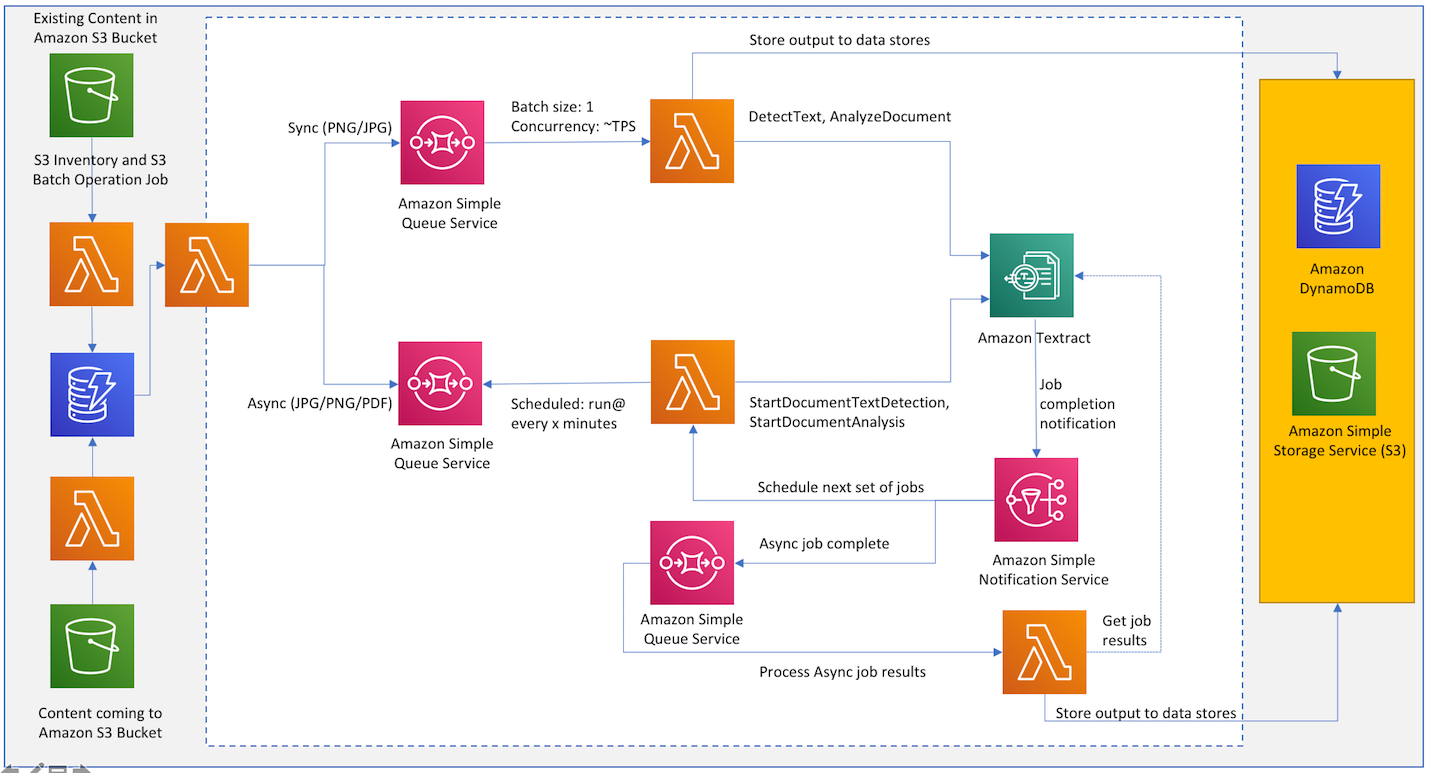 Existing Content in
Amazon S3 Bucket
S3 Inventory and S3
Batch Operation Job
Content coming to
Amazon S3 Bucket
Sync (PNG/JPG)
Amazon Simple
Queue Service
Batch size: 1
Concurrency: ~TPS
Store output to data stores
DetectText, AnalyzeDocument
Async (JPG/PNG/PDF)
Amazon Simple
Queue Service
Scheduled: run@
every x minutes
StartDocumentTextDetection,
StartDocumentAnalysis
Amazon Textract
Job
completion
notification
Schedule next set of jobs
Async job complete
Amazon Simple
Queue Service
Amazon Simple
Notification Service
Process Async job results
Get job
results
Store output to data stores
Amazon
DynamoDB
Amazon Simple
Storage Service (S3)